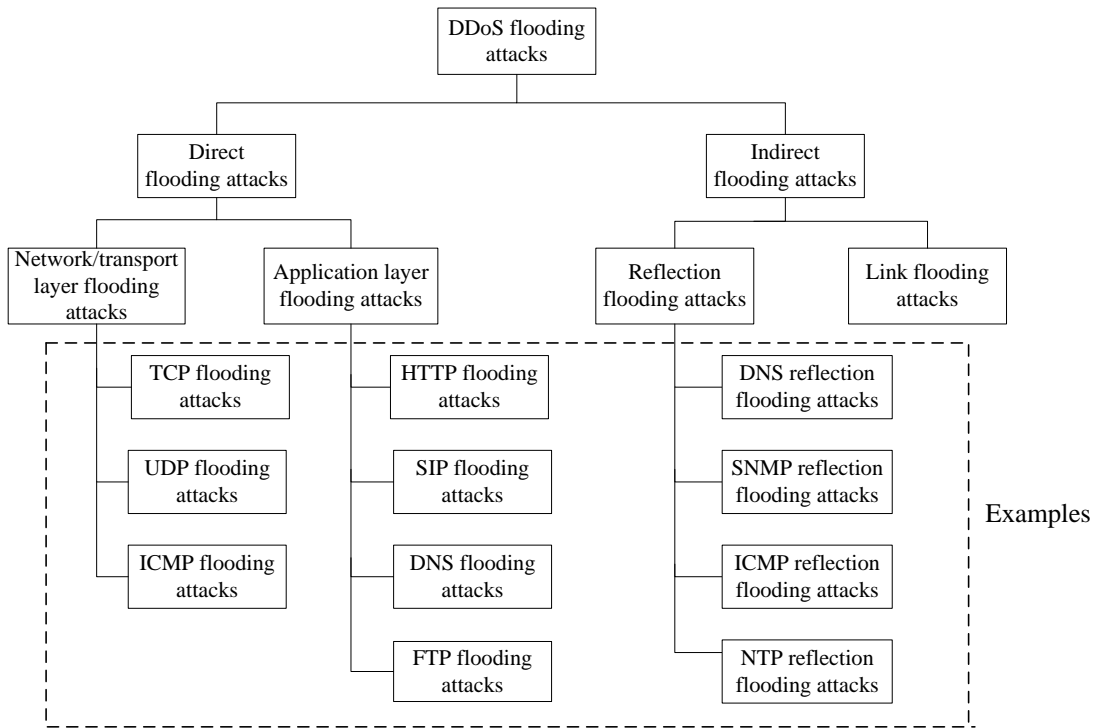 DDoS flooding
attacks
Direct
flooding attacks
Indirect
flooding attacks
Network/transport
layer flooding
attacks
Application layer
flooding attacks
Reflection
flooding attacks
Link flooding
attacks
TCP flooding
attacks
UDP flooding
attacks
ICMP flooding
attacks
HTTP flooding
attacks
SIP flooding
attacks
DNS flooding
attacks
FTP flooding
attacks
DNS reflection
flooding attacks
SNMP reflection
flooding attacks
ICMP reflection
flooding attacks
NTP reflection
flooding attacks
Examples